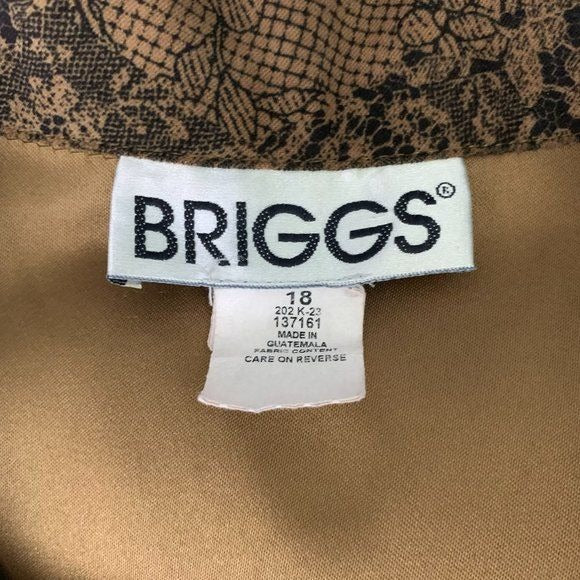 BRIGGS®
18
202 K-23
137161
MADE IN
GUATEMALA
FABRIC CONTENT
CARE ON REVERSE